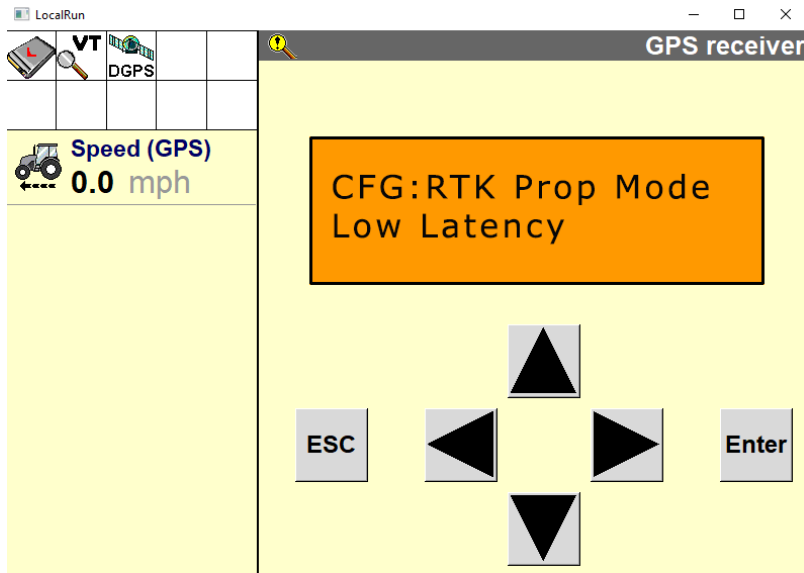 LocalRun
VT
DGPS
GPS receiver
Speed (GPS)
0.0 mph
CFG:RTK Prop Mode
Low Latency
ESC
Enter